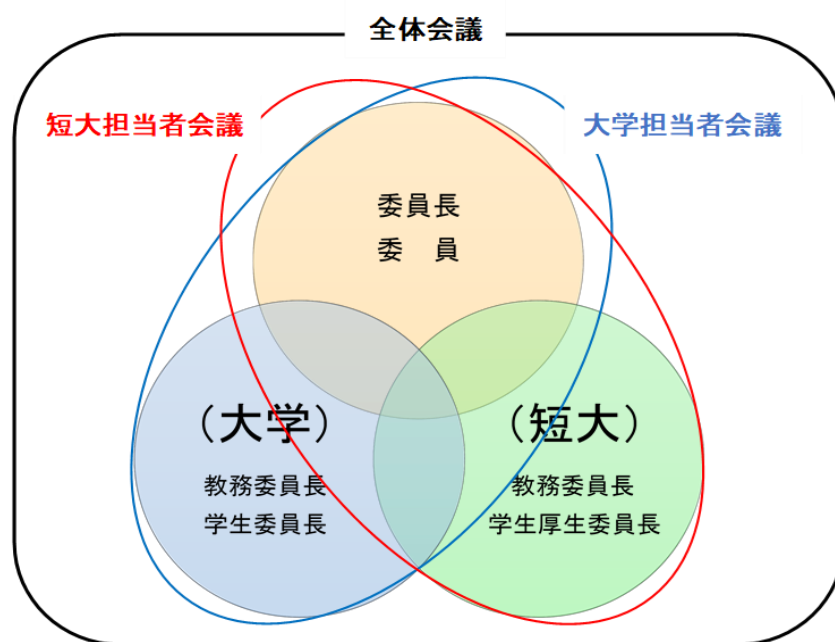 全体会議
短大担当者会議
大学担当者会議
委員長
委　員
（大学）
教務委員長
学生委員長
（短大）
教務委員長
学生厚生委員長